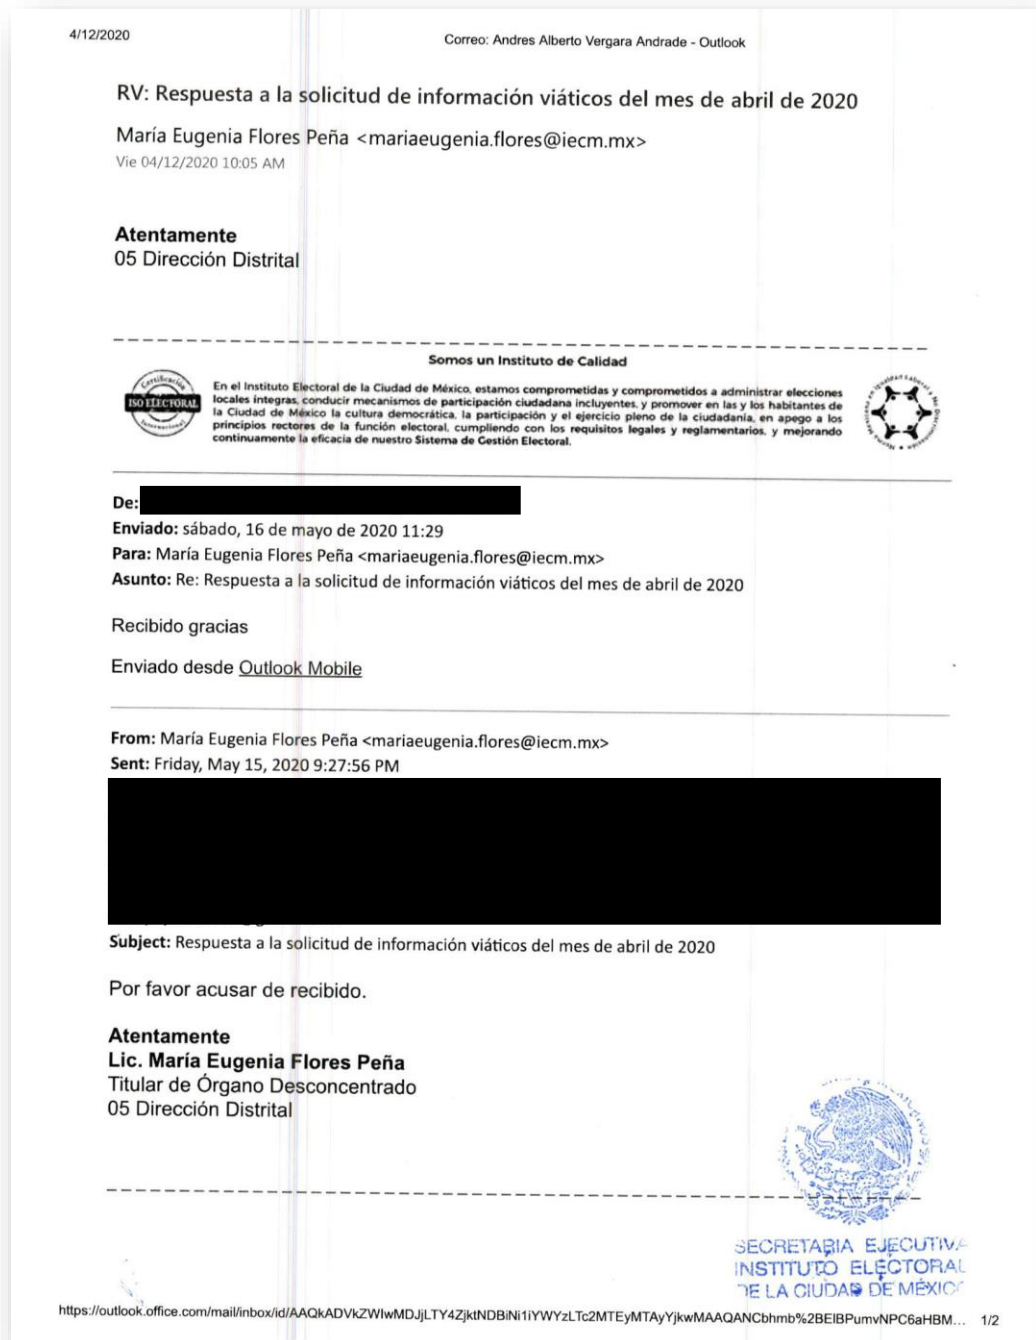 4/12/2020
Correo: Andres Alberto Vergara Andrade - Outlook
RV: Respuesta a la solicitud de información viáticos del mes de abril de 2020
María Eugenia Flores Peña <mariaeugenia.flores@iecm.mx>
Vie 04/12/2020 10:05 AM
Atentamente
05 Dirección Distrital
Somos un Instituto de Calidad
Certificación
ISO ELECTORAL
Internacional
En el Instituto Electoral de la Ciudad de México, estamos comprometidas y comprometidos a administrar elecciones
locales íntegras, conducir mecanismos de participación ciudadana incluyentes, y promover en las y los habitantes de
la Ciudad de México la cultura democrática, la participación y el ejercicio pleno de la ciudadanía, en apego a los
principios rectores de la función electoral, cumpliendo con los requisitos legales y reglamentarios, y mejorando
continuamente la eficacia de nuestro Sistema de Gestión Electoral.
De:
Enviado: sábado, 16 de mayo de 2020 11:29
Para: María Eugenia Flores Peña <mariaeugenia.flores@iecm.mx>
Asunto: Re: Respuesta a la solicitud de información viáticos del mes de abril de 2020
Recibido gracias
Enviado desde Outlook Mobile
From: María Eugenia Flores Peña <mariaeugenia.flores@iecm.mx>
Sent: Friday, May 15, 2020 9:27:56 PM
Subject: Respuesta a la solicitud de información viáticos del mes de abril de 2020
Por favor acusar de recibido.
Atentamente
Lic. María Eugenia Flores Peña
Titular de Órgano Desconcentrado
05 Dirección Distrital
SECRETARIA EJECUTIVA
INSTITUTO ELECTORAL
DE LA CIUDAD DE MÉXICO
1/2